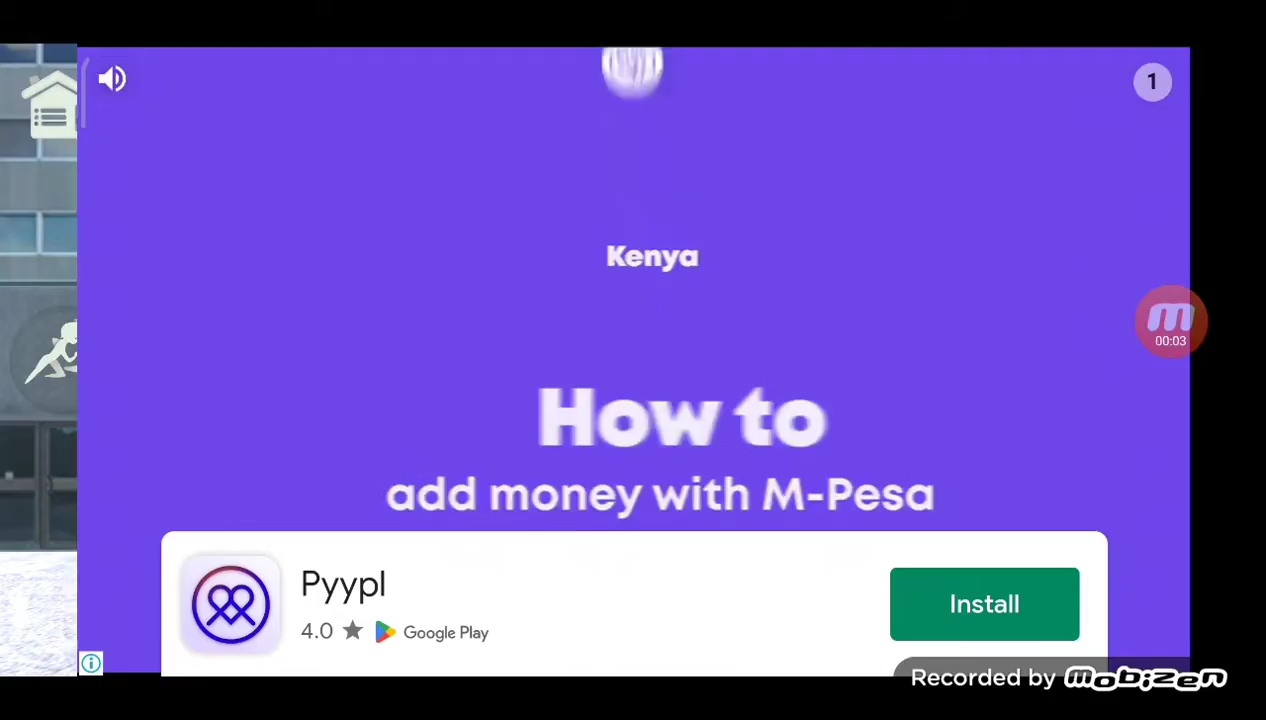 1
Kenya
00:03
How to
add money with M-Pesa
Pyypl
4.0 ★ Google Play
Install
Recorded by mobizen